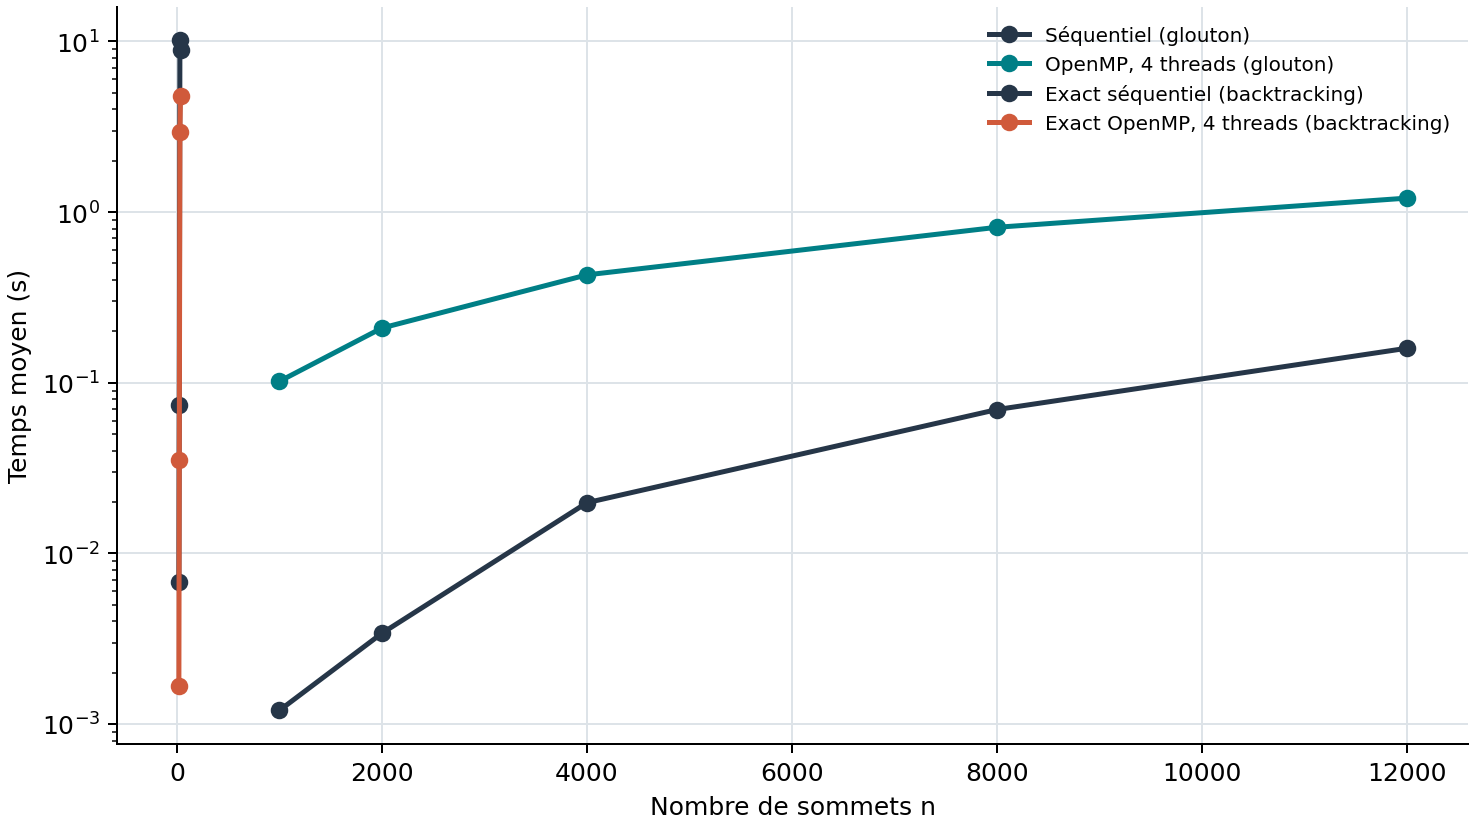 Séquentiel (glouton)
OpenMP, 4 threads (glouton)
Exact séquentiel (backtracking)
Exact OpenMP, 4 threads (backtracking)
Temps moyen (s)
10¹
10⁰
10⁻¹
10⁻²
10⁻³
0 2000 4000 6000 8000 10000 12000
Nombre de sommets n